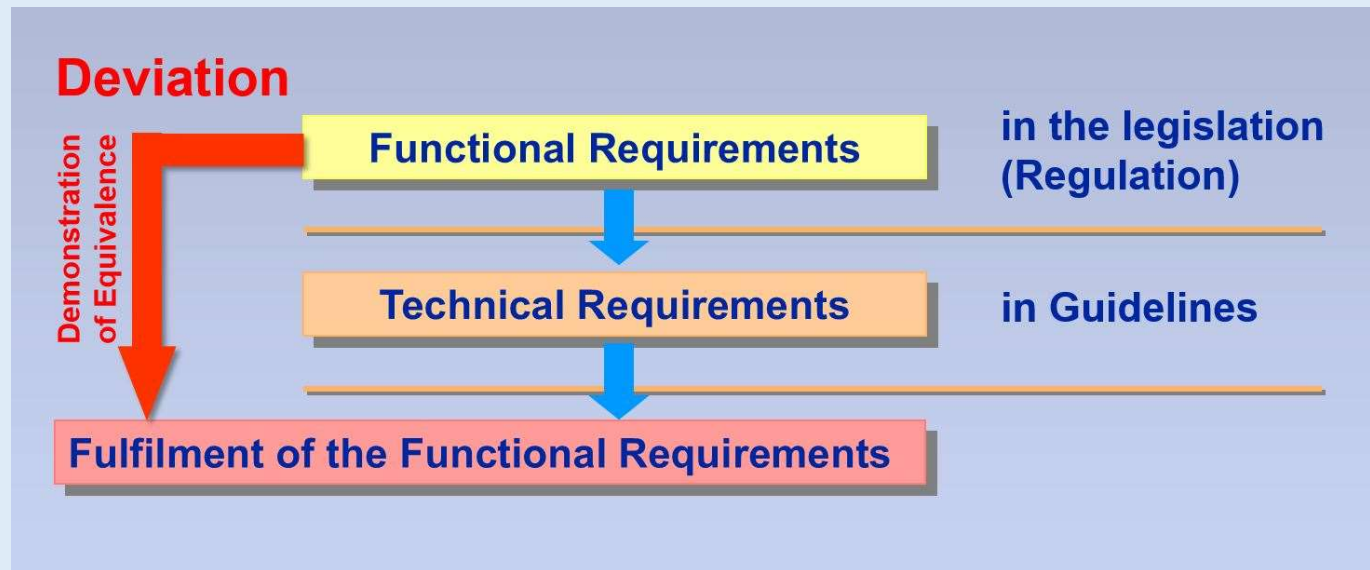 Deviation
Demonstration
of Equivalence
Functional Requirements
in the legislation
(Regulation)
Technical Requirements
in Guidelines
Fulfilment of the Functional Requirements